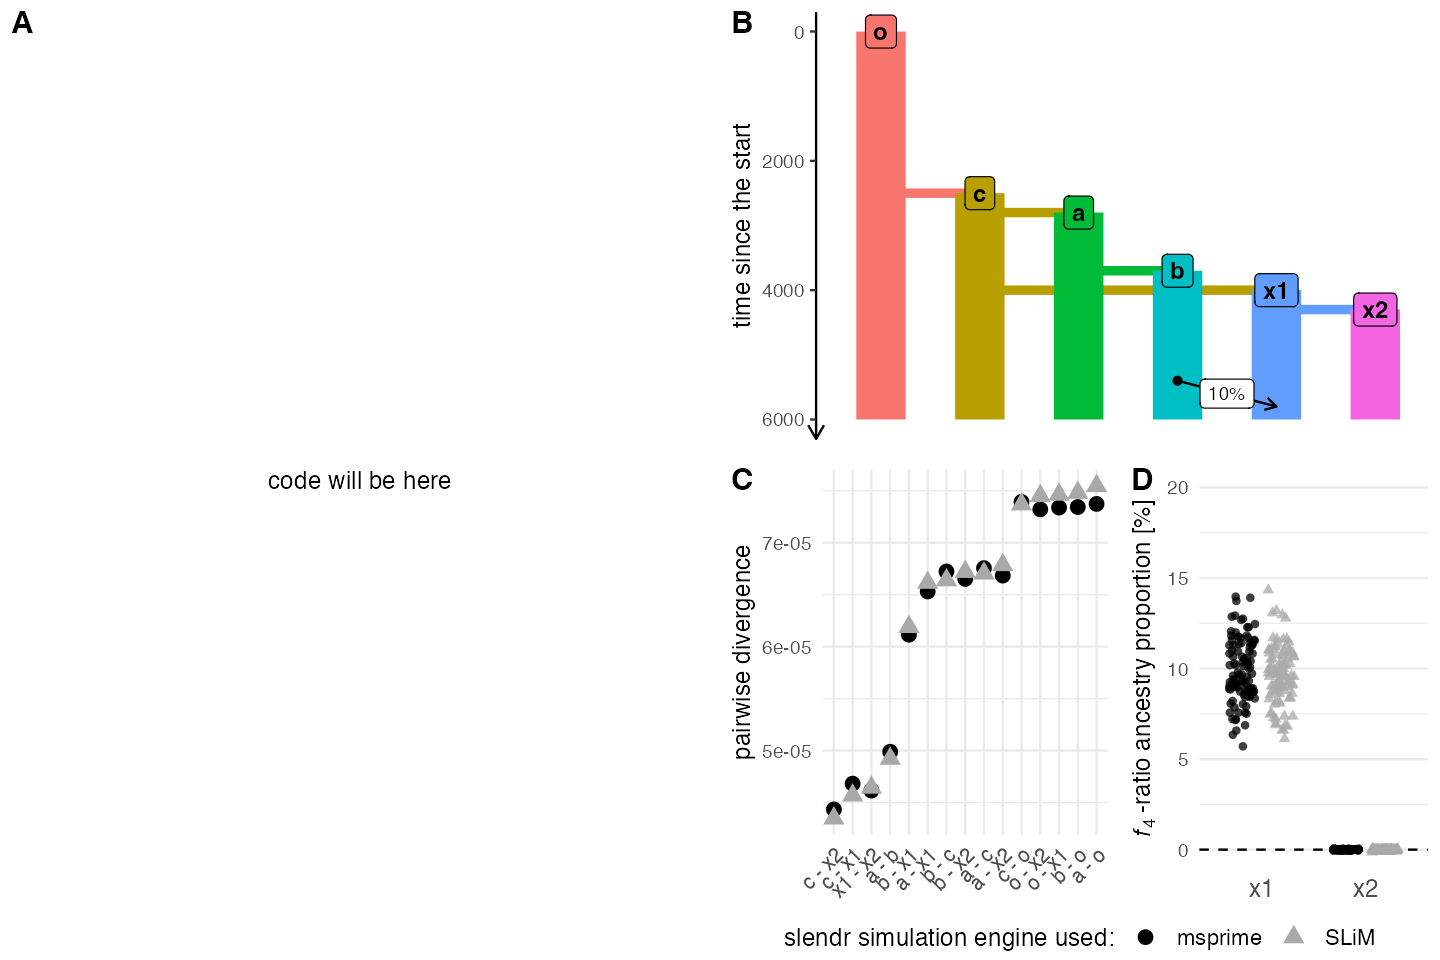 A
code will be here
B
time since the start
0
2000
4000
6000
o
c
a
b
x1
x2
10%
C
pairwise divergence
7e-05
6e-05
5e-05
c - x2
c - x1
x1 - x2
a - b
b - x1
a - x1
b - c
b - x2
a - c
a - x2
c - o
o - x2
o - x1
b - o
a - o
D
f4 -ratio ancestry proportion [%]
20
15
10
5
0
x1
x2
slendr simulation engine used: msprime SLiM